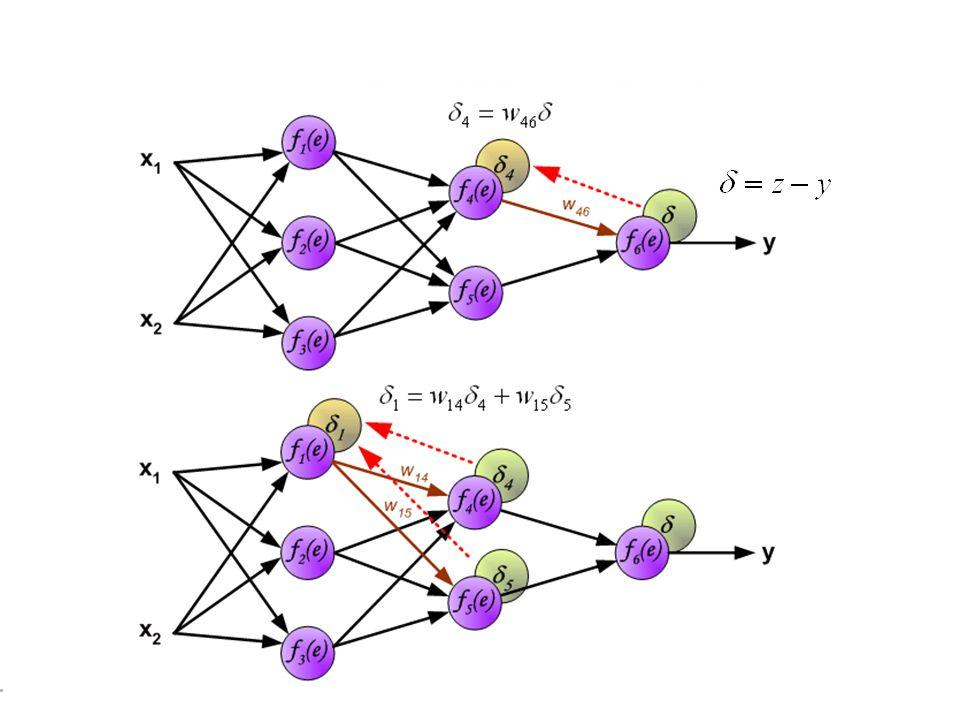 δ₄ = w₄₆δ
f₁(e)
x₁
δ₄
f₄(e)
δ = z − y
w₄₆
δ
f₂(e)
f₆(e)
y
f₅(e)
x₂
f₃(e)
δ₁ = w₁₄δ₄ + w₁₅δ₅
δ₁
f₁(e)
x₁
w₁₄
δ₄
f₄(e)
w₁₅
δ
f₂(e)
f₆(e)
y
δ₅
f₅(e)
x₂
f₃(e)